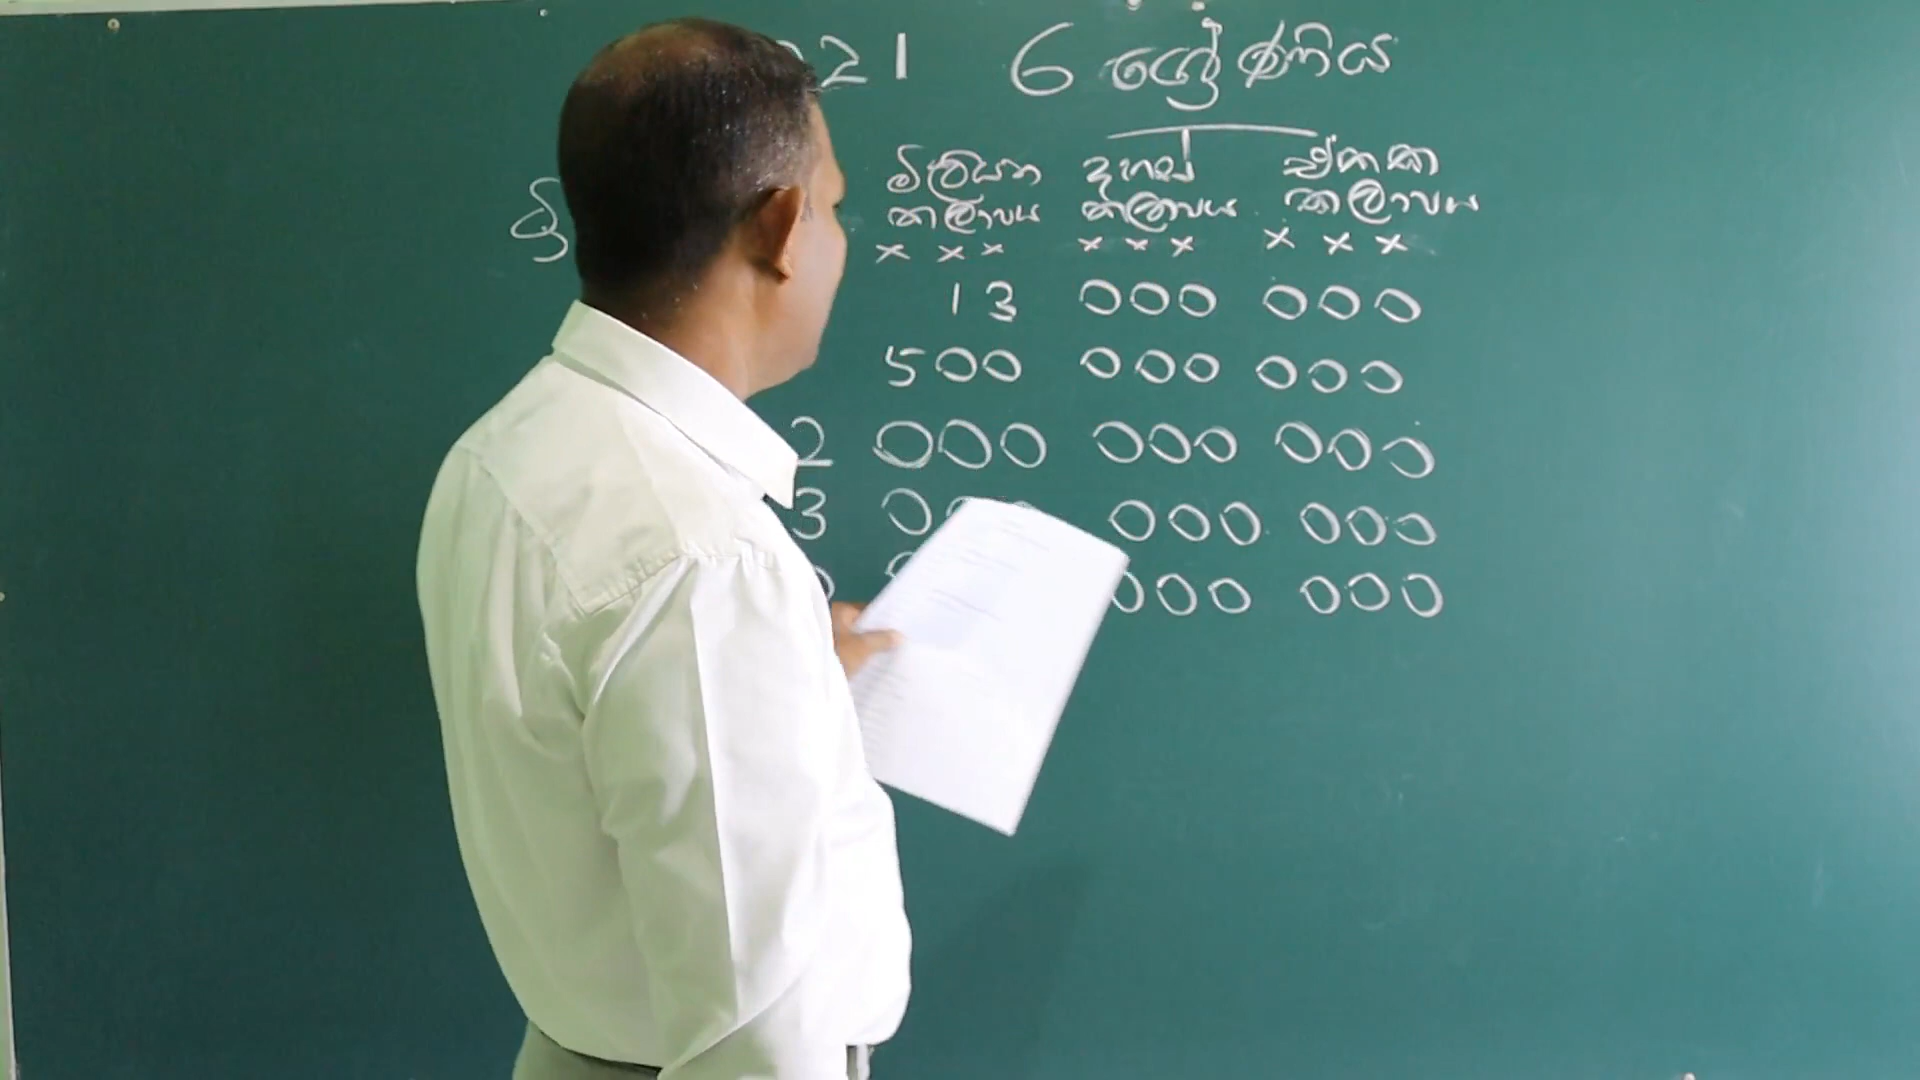 21 6 ශ්‍රේණිය
මිලියන දහස් ඒකක
කලාපය කලාපය කලාපය
× × × × × × × × ×
13 000 000
500 000 000
2 000 000 000
3 0 000 000
000 000